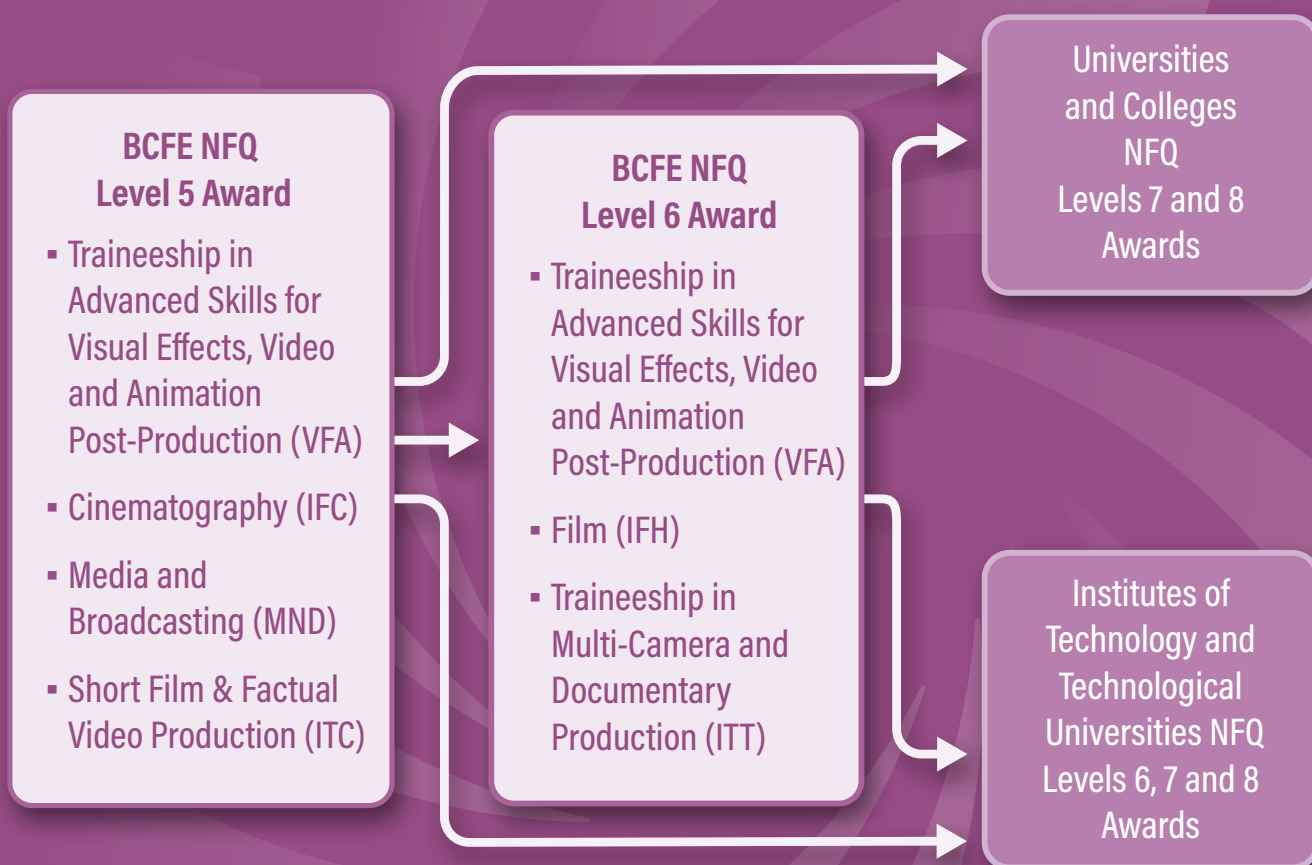 BCFE NFQ
Level 5 Award
▪ Traineeship in
Advanced Skills for
Visual Effects, Video
and Animation
Post-Production (VFA)
▪ Cinematography (IFC)
▪ Media and
Broadcasting (MND)
▪ Short Film & Factual
Video Production (ITC)
BCFE NFQ
Level 6 Award
▪ Traineeship in
Advanced Skills for
Visual Effects, Video
and Animation
Post-Production (VFA)
▪ Film (IFH)
▪ Traineeship in
Multi-Camera and
Documentary
Production (ITT)
Universities
and Colleges
NFQ
Levels 7 and 8
Awards
Institutes of
Technology and
Technological
Universities NFQ
Levels 6, 7 and 8
Awards